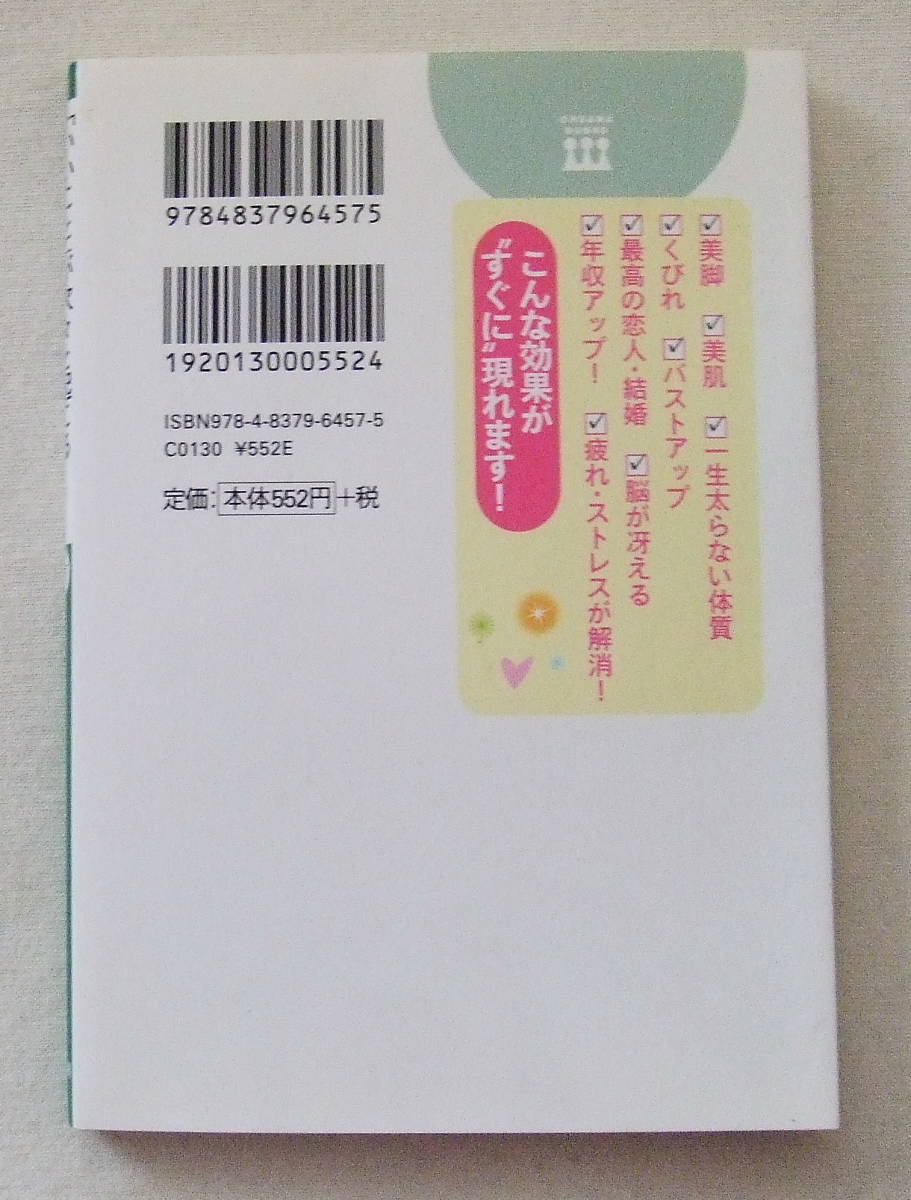 9784837964575
1920130005524
ISBN978-4-8379-6457-5
C0130 ¥552E
定価：本体552円+税
☑美脚 ☑美肌 ☑一生太らない体質
☑くびれ ☑バストアップ
☑最高の恋人・結婚 ☑脳が冴える
☑年収アップ！ ☑疲れ・ストレスが解消！
こんな効果が
"すぐに"現れます！